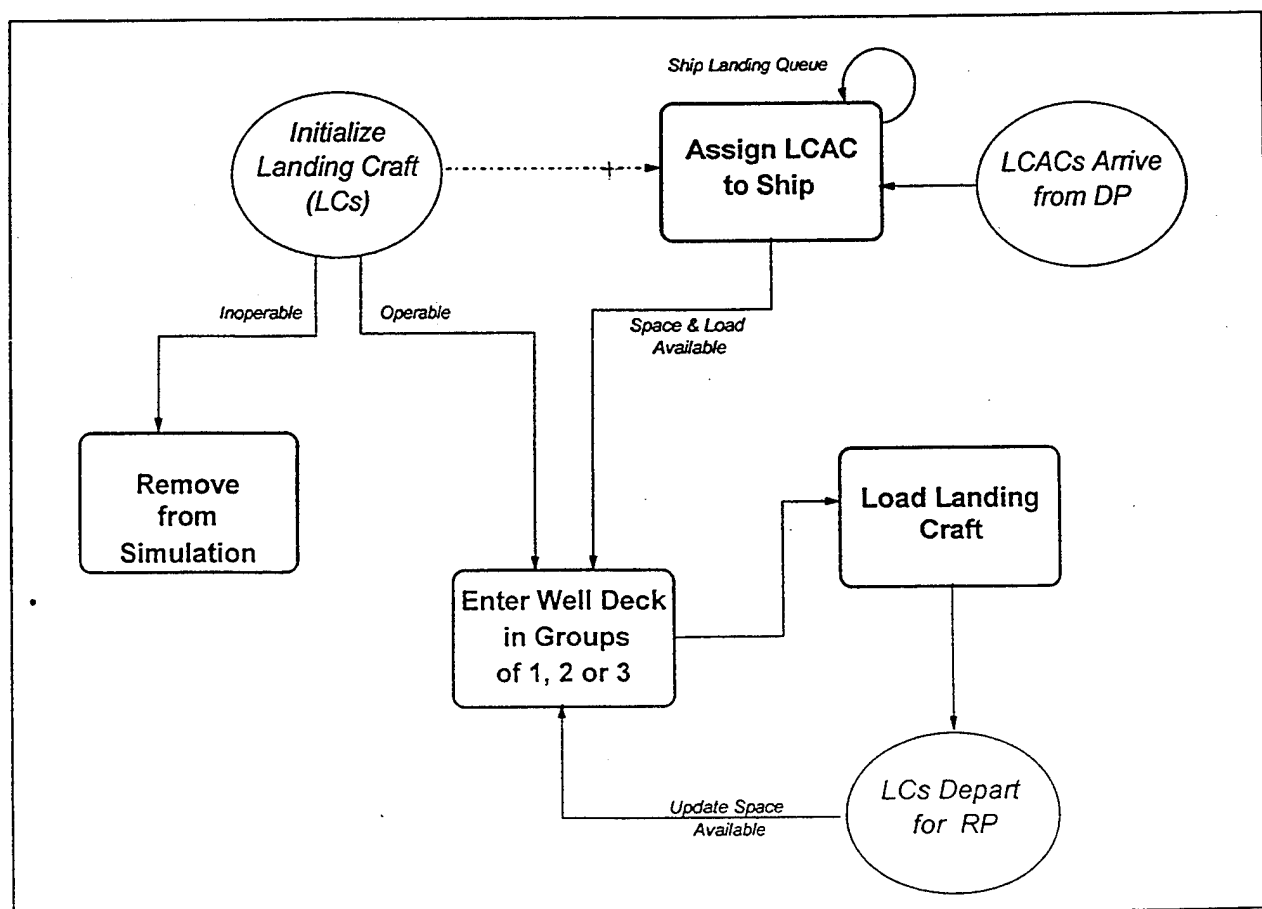 Ship Landing Queue
Initialize
Landing Craft
(LCs)
Assign LCAC
to Ship
LCACs Arrive
from DP
Inoperable
Operable
Space & Load
Available
Remove
from
Simulation
Load Landing
Craft
Enter Well Deck
in Groups
of 1, 2 or 3
LCs Depart
for RP
Update Space
Available